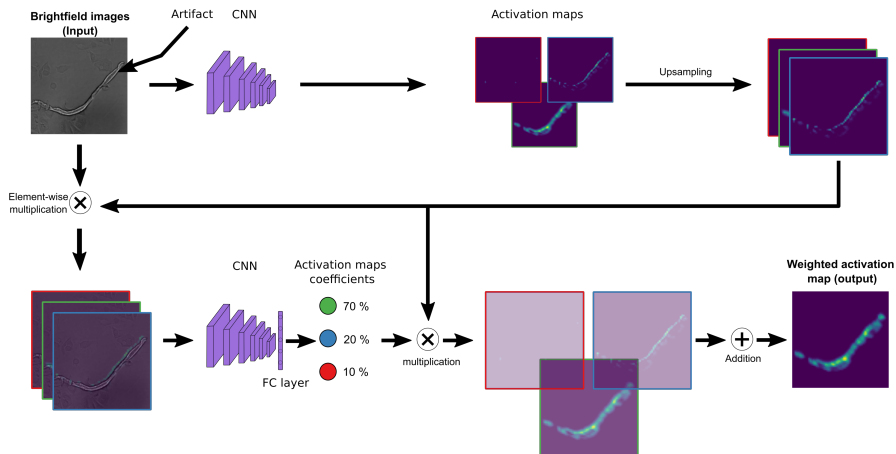 Brightfield images
(Input)
Artifact
CNN
Activation maps
Upsampling
Element-wise
multiplication
CNN
Activation maps
coefficients
70 %
20 %
10 %
FC layer
multiplication
Addition
Weighted activation
map (output)